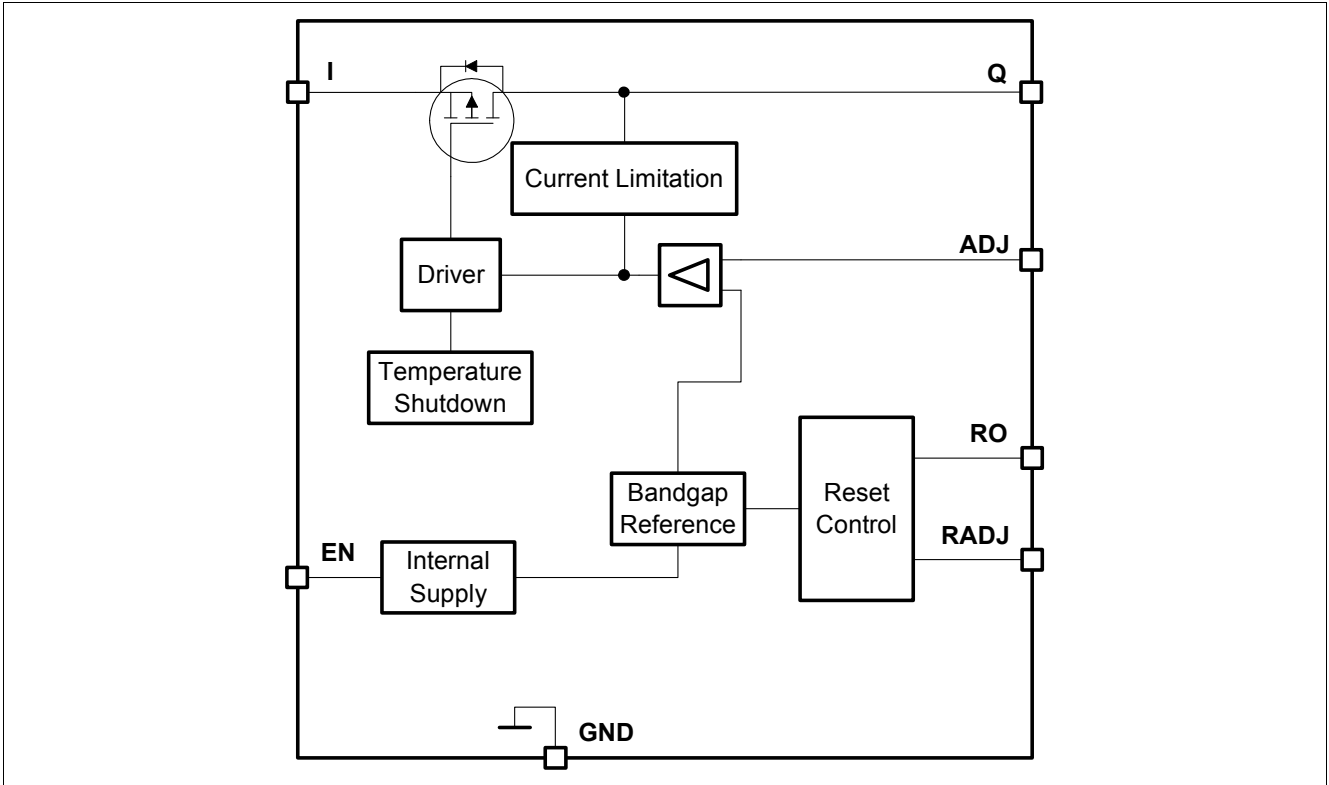 I
Q
Current Limitation
ADJ
Driver
Temperature
Shutdown
RO
Bandgap
Reference
Reset
Control
RADJ
EN
Internal
Supply
GND